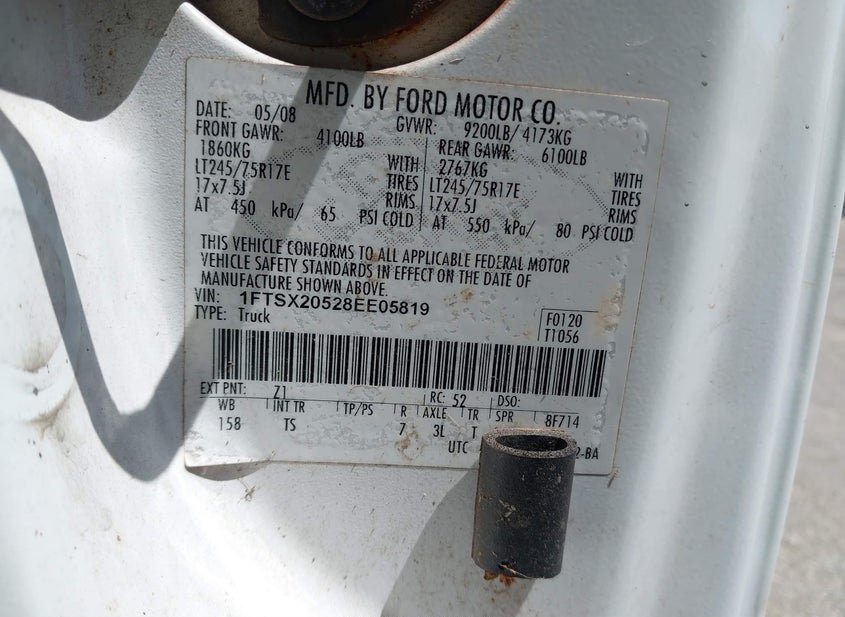 MFD. BY FORD MOTOR CO.
DATE: 05/08 GVWR: 9200LB/ 4173KG
FRONT GAWR: 4100LB REAR GAWR: 6100LB
1860KG WITH 2767KG WITH
LT245/75R17E TIRES LT245/75R17E TIRES
17x7.5J RIMS 17x7.5J RIMS
AT 450 kPa/ 65 PSI COLD AT 550 kPa/ 80 PSI COLD
THIS VEHICLE CONFORMS TO ALL APPLICABLE FEDERAL MOTOR
VEHICLE SAFETY STANDARDS IN EFFECT ON THE DATE OF
MANUFACTURE SHOWN ABOVE.
VIN: 1FTSX20528EE05819
TYPE: Truck F0120
T1056
EXT PNT: Z1 RC: 52 DSO:
WB INT TR TP/PS R AXLE TR SPR 8F714
158 TS 7 3L T
UTC 2-BA